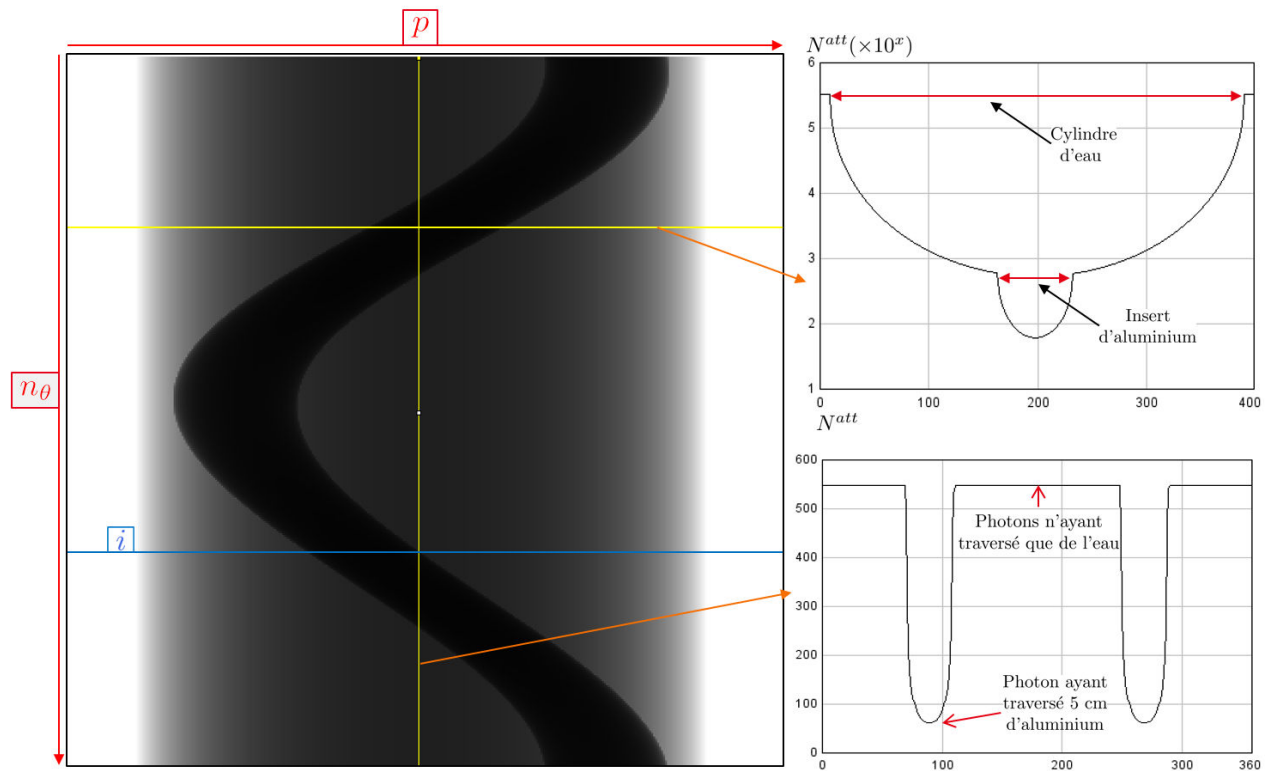 p
n_θ
i
N^{att}(×10^x)
6
5
4
3
2
1
0
100
200
300
400
Cylindre
d'eau
Insert
d'aluminium
N^{att}
600
500
400
300
200
100
0
0
100
200
300
360
Photons n'ayant
traversé que de l'eau
Photon ayant
traversé 5 cm
d'aluminium